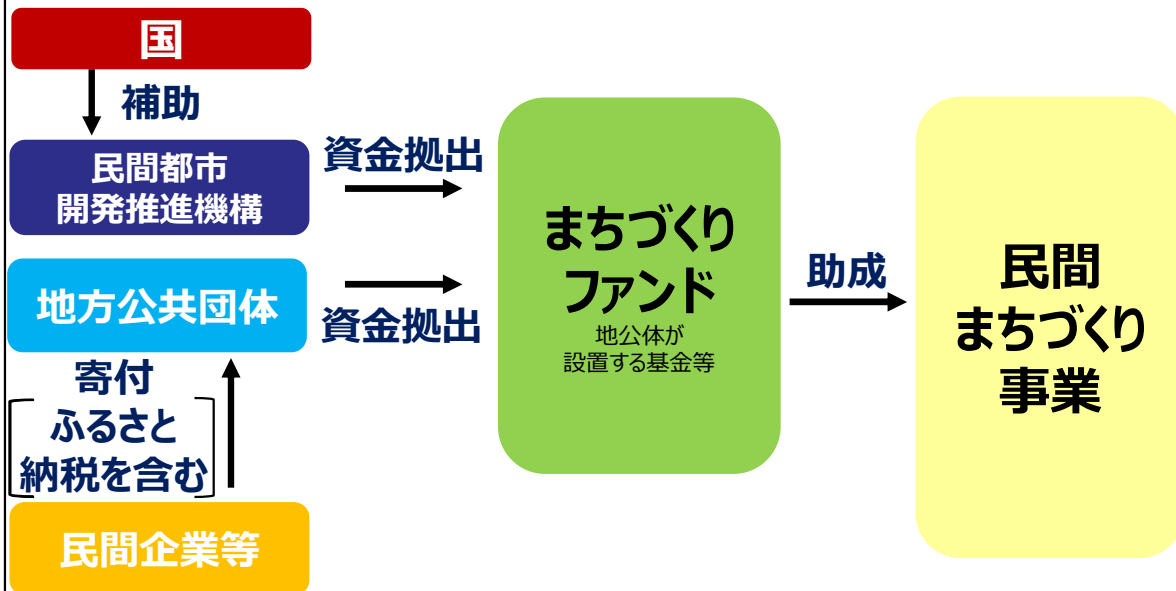 国
補助
民間都市
開発推進機構
資金拠出
地方公共団体
資金拠出
寄付
ふるさと
納税を含む
民間企業等
まちづくり
ファンド
地公体が
設置する基金等
助成
民間
まちづくり
事業